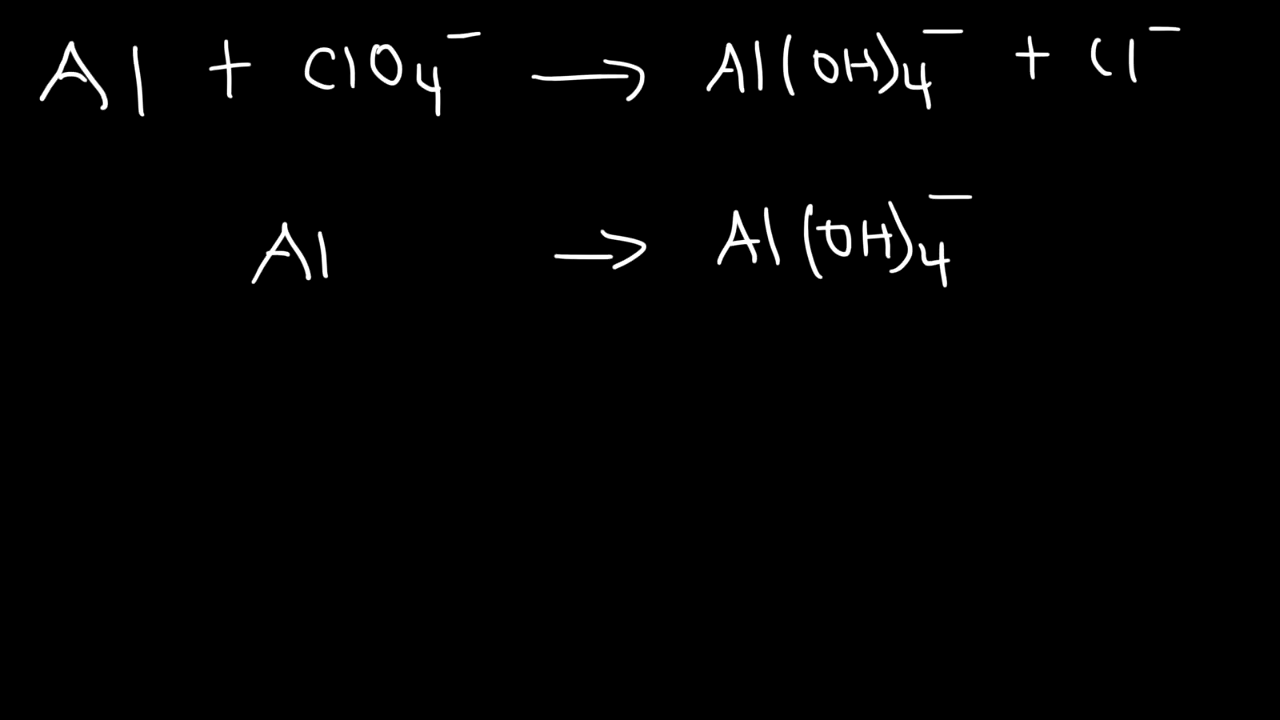 Al + ClO₄⁻ → Al(OH)₄⁻ + Cl⁻
Al → Al(OH)₄⁻